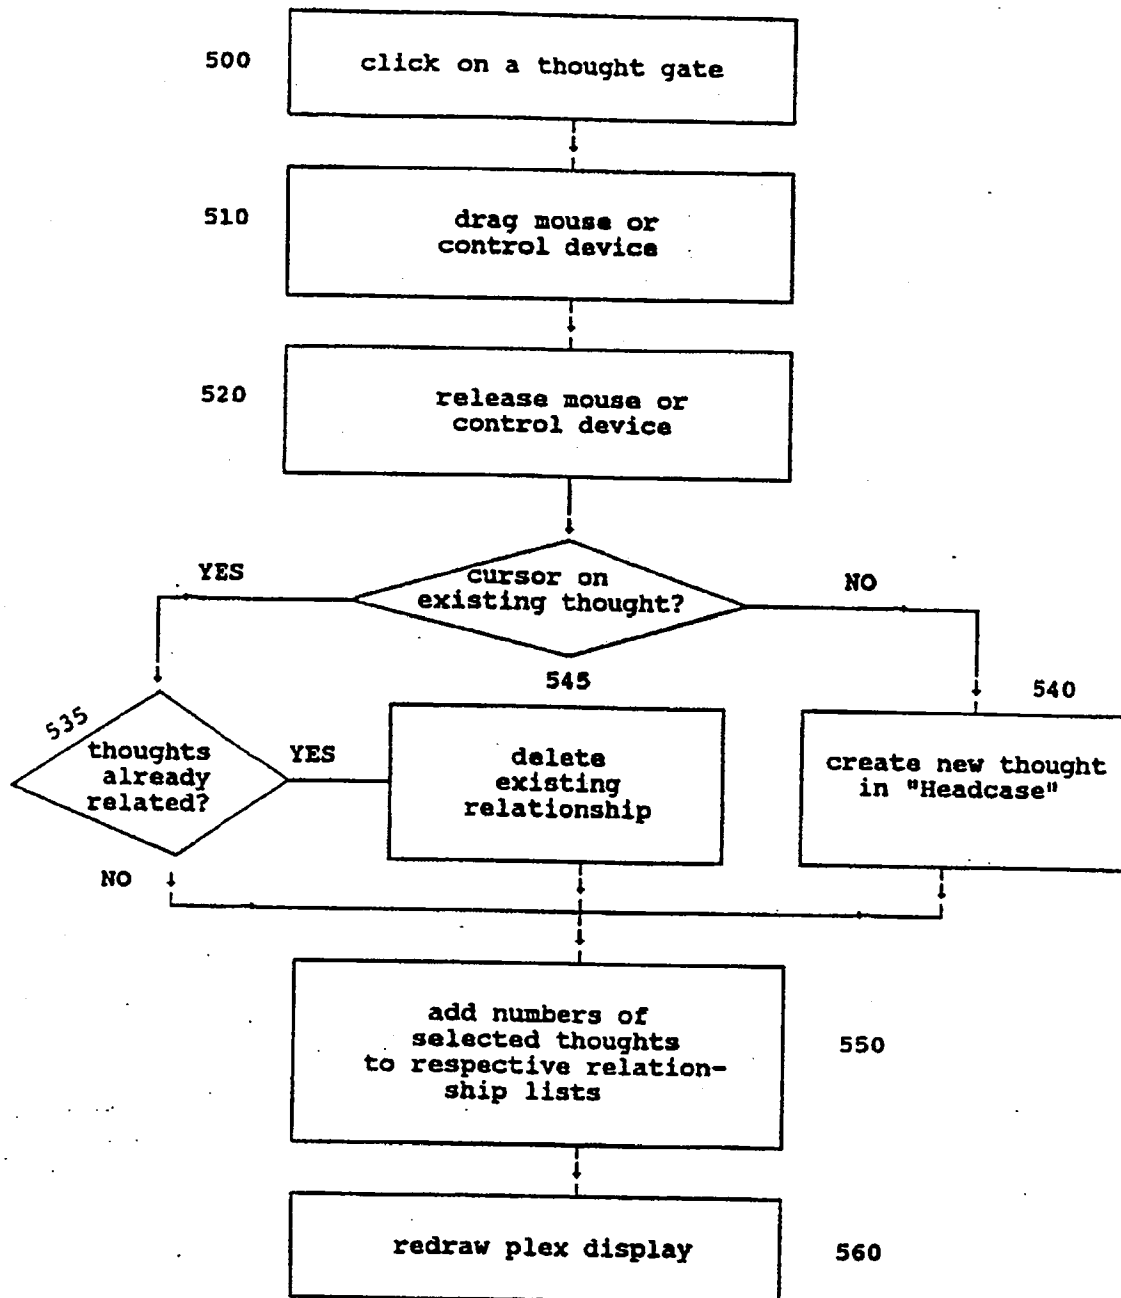 500
click on a thought gate
510
drag mouse or
control device
520
release mouse or
control device
YES
cursor on
existing thought?
NO
545
540
535
thoughts
already
related?
YES
delete
existing
relationship
create new thought
in "Headcase"
NO
add numbers of
selected thoughts
to respective relation-
ship lists
550
redraw plex display
560